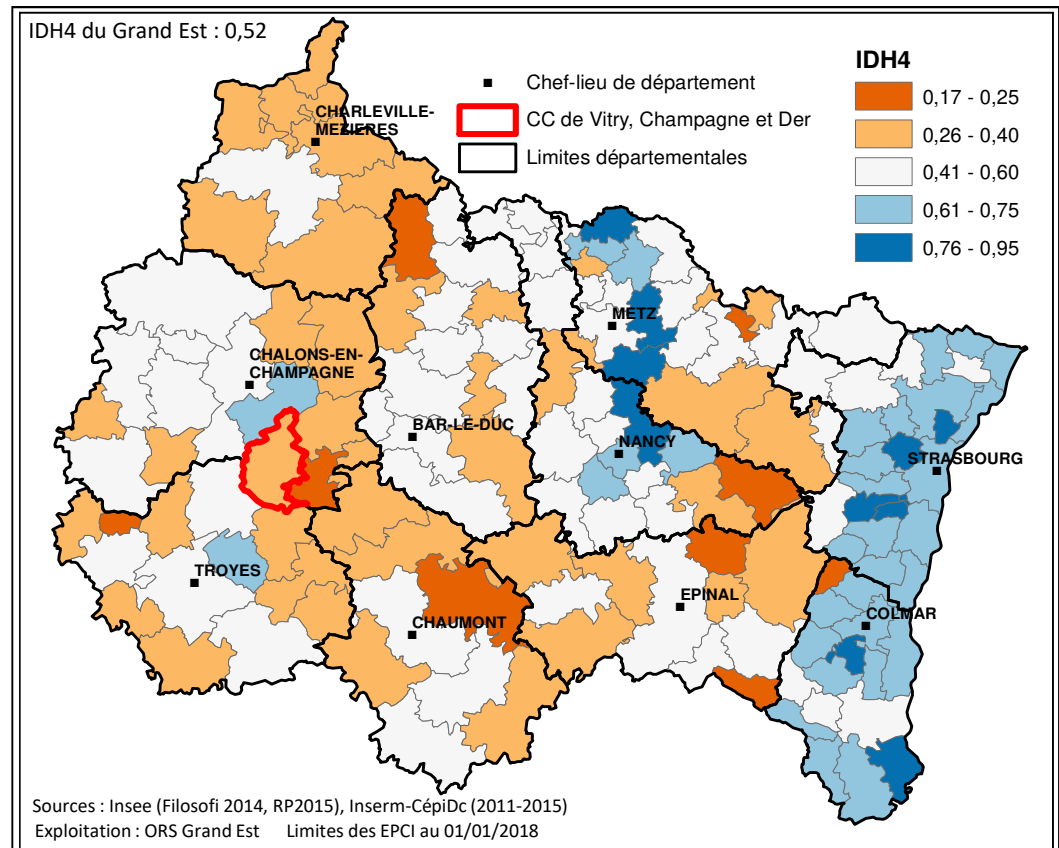 IDH4 du Grand Est : 0,52
IDH4
Chef-lieu de département
CC de Vitry, Champagne et Der
Limites départementales
0,17 - 0,25
0,26 - 0,40
0,41 - 0,60
0,61 - 0,75
0,76 - 0,95
CHARLEVILLE-
MEZIERES
METZ
CHALONS-EN-
CHAMPAGNE
BAR-LE-DUC
NANCY
STRASBOURG
TROYES
EPINAL
COLMAR
CHAUMONT
Sources : Insee (Filosofi 2014, RP2015), Inserm-CépiDc (2011-2015)
Exploitation : ORS Grand Est Limites des EPCI au 01/01/2018